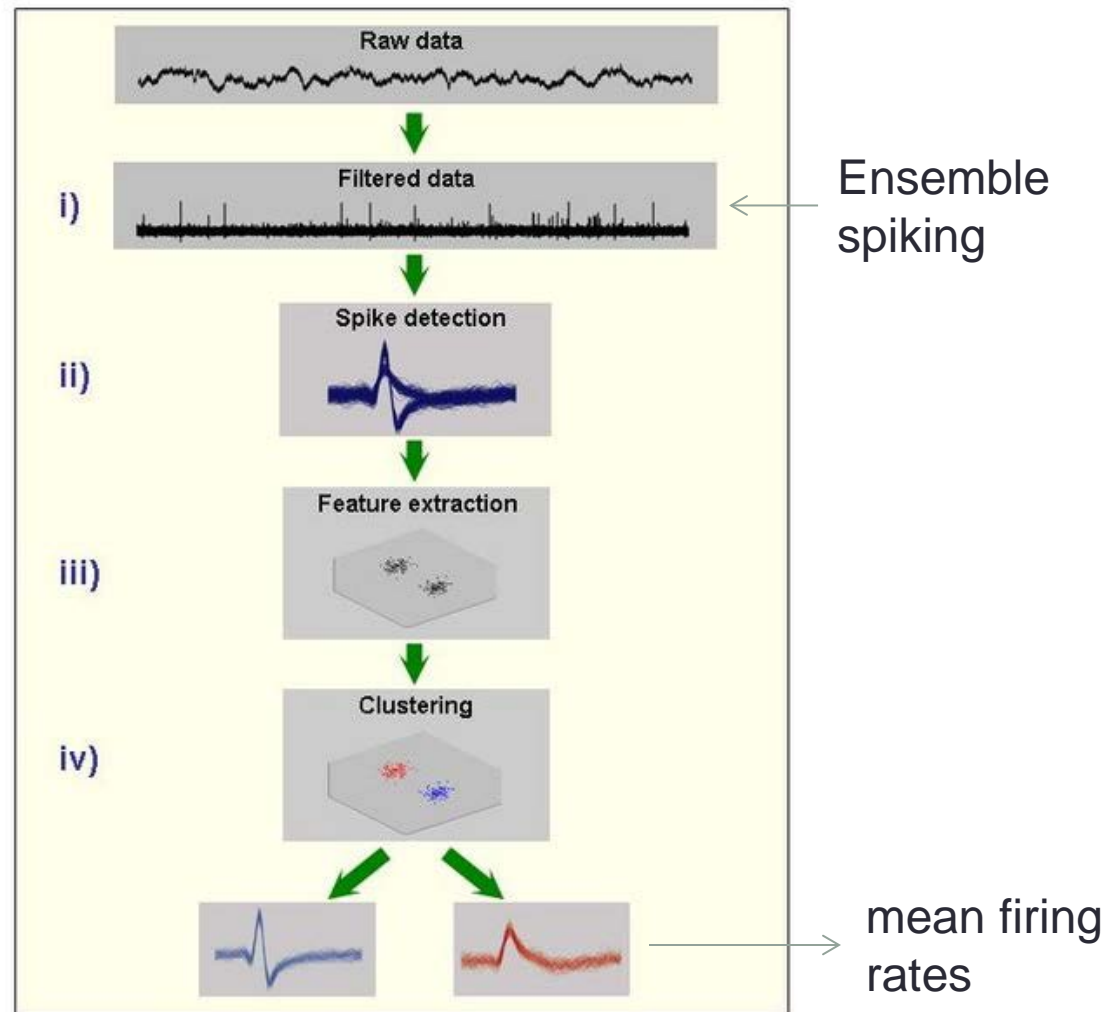 Raw data
Filtered data
i)
Ensemble
spiking
Spike detection
ii)
Feature extraction
iii)
Clustering
iv)
mean firing
rates